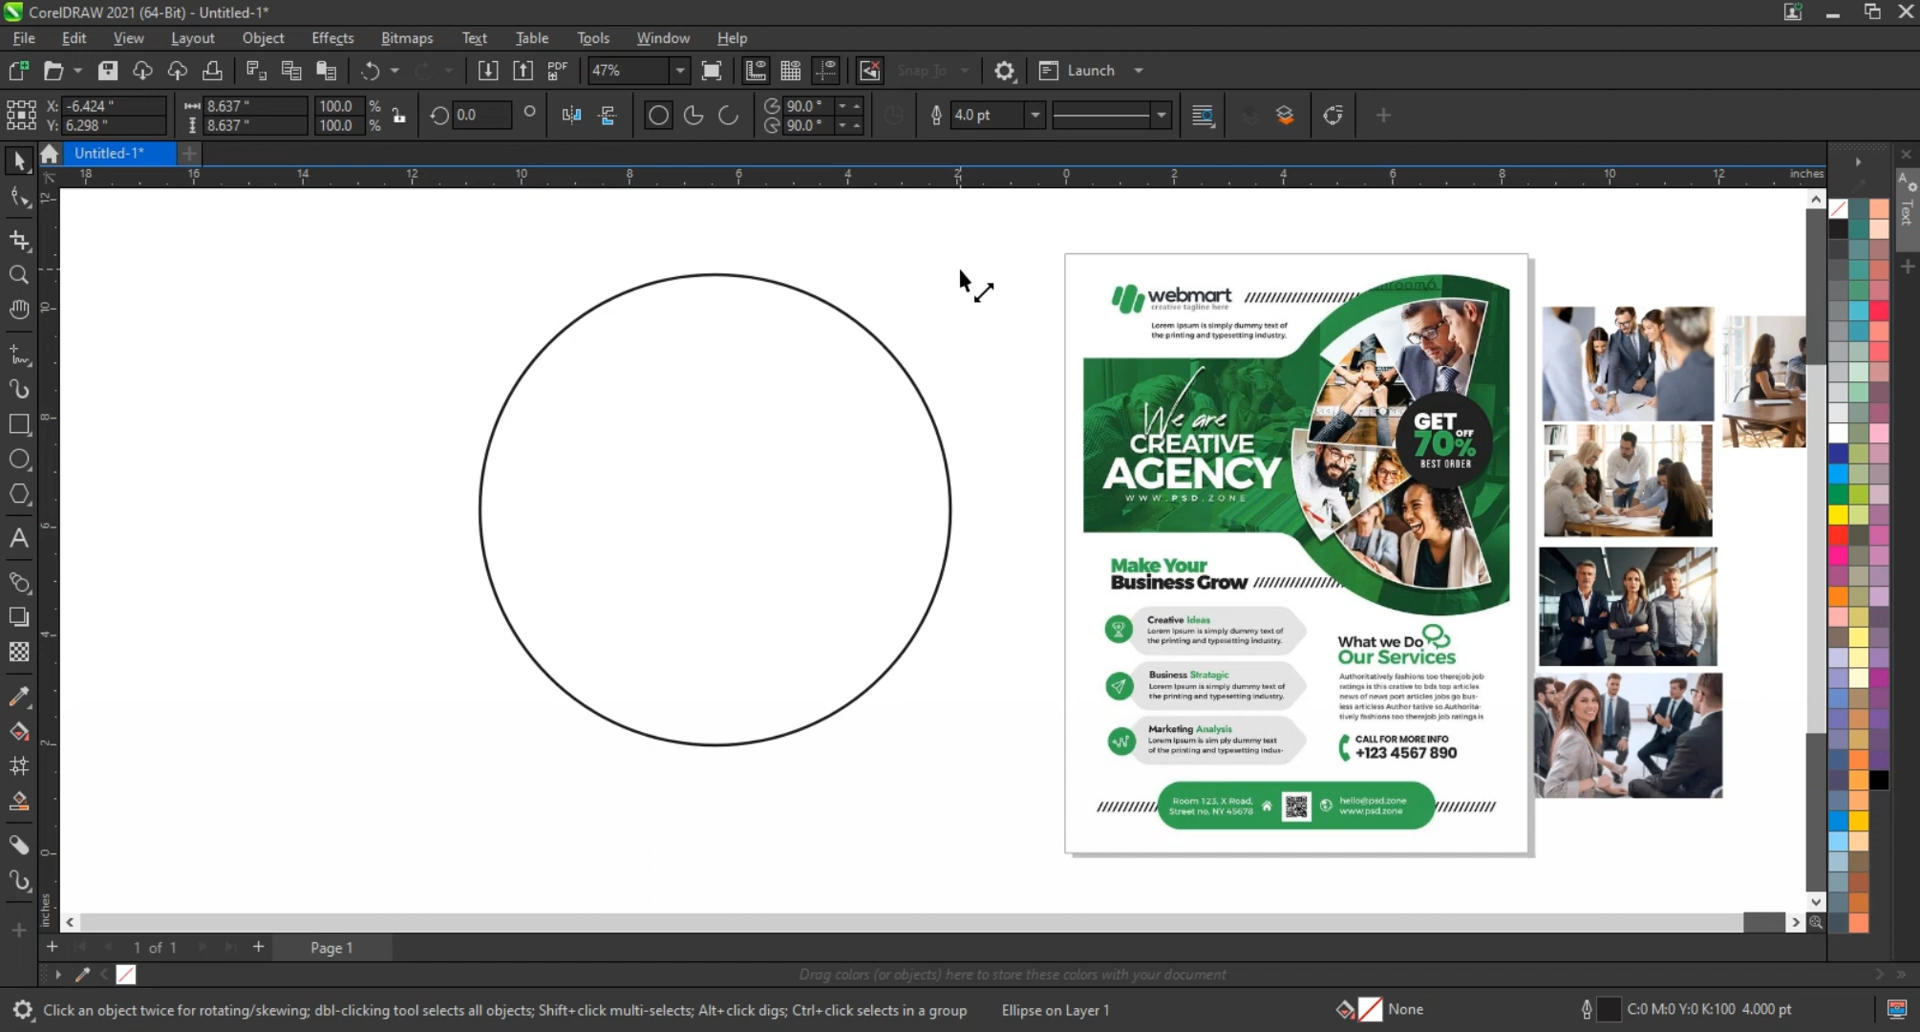 CorelDRAW 2021 (64-Bit) - Untitled-1*
File Edit View Layout Object Effects Bitmaps Text Table Tools Window Help
PDF 47% Snap To Launch
X: -6.424 " 8.637 " 100.0 % 0.0 90.0 ° 4.0 pt
Y: 6.298 " 8.637 " 100.0 % 90.0 °
Untitled-1*
18 16 14 12 10 8 6 4 2 0 2 4 6 8 10 12 inches
12
10
8
6
4
2
0
inches
Text
webmart
creative tagline here
Lorem Ipsum is simply dummy text of
the printing and typesetting industry.
We are
CREATIVE
AGENCY
WWW.PSD.ZONE
GET
OFF
70%
BEST ORDER
Make Your
Business Grow
Creative Ideas
Lorem Ipsum is simply dummy text of
the printing and typesetting industry.
Business Stratagic
Lorem Ipsum is simply dummy text of
the printing and typesetting industry.
Marketing Analysis
Lorem Ipsum is sim ply dummy text
of the printing and typesetting indus-
What we Do
Our Services
Authoritatively fashions too therejob job
ratings is this crative to bds top articles
news of news port articles jobs go bus-
less articless Author tative so Authorita-
tively fashions too therejob job ratings is
CALL FOR MORE INFO
+123 4567 890
Room 123, X Road,
Street no, NY 45678
hello@psd.zone
www.psd.zone
1 of 1 Page 1
Drag colors (or objects) here to store these colors with your document
Click an object twice for rotating/skewing; dbl-clicking tool selects all objects; Shift+click multi-selects; Alt+click digs; Ctrl+click selects in a group Ellipse on Layer 1 None C:0 M:0 Y:0 K:100 4.000 pt